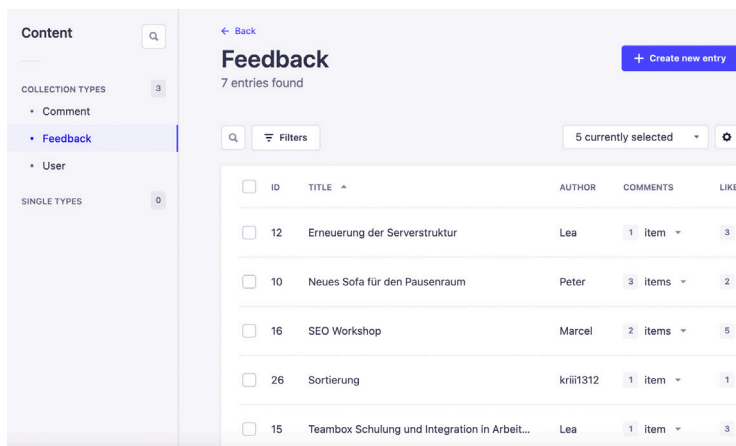 Content
COLLECTION TYPES 3
Comment
Feedback
User
SINGLE TYPES 0
← Back
Feedback
7 entries found
+ Create new entry
Filters
5 currently selected
ID TITLE AUTHOR COMMENTS LIKE
12 Erneuerung der Serverstruktur Lea 1 item 3
10 Neues Sofa für den Pausenraum Peter 3 items 2
16 SEO Workshop Marcel 2 items 5
26 Sortierung kriii1312 1 item 1
15 Teambox Schulung und Integration in Arbeit... Lea 1 item 3